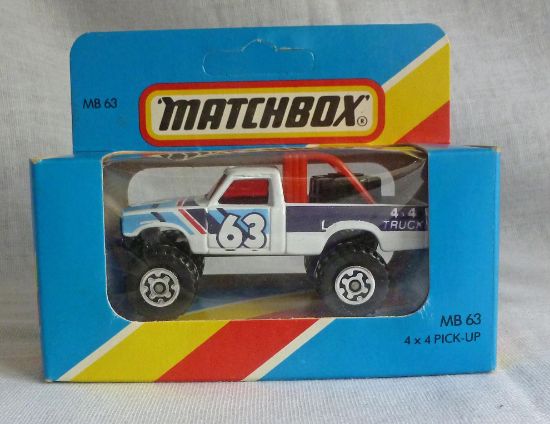 MB 63
MATCHBOX®
63
4x4
TRUCK
MB 63
4 x 4 PICK-UP